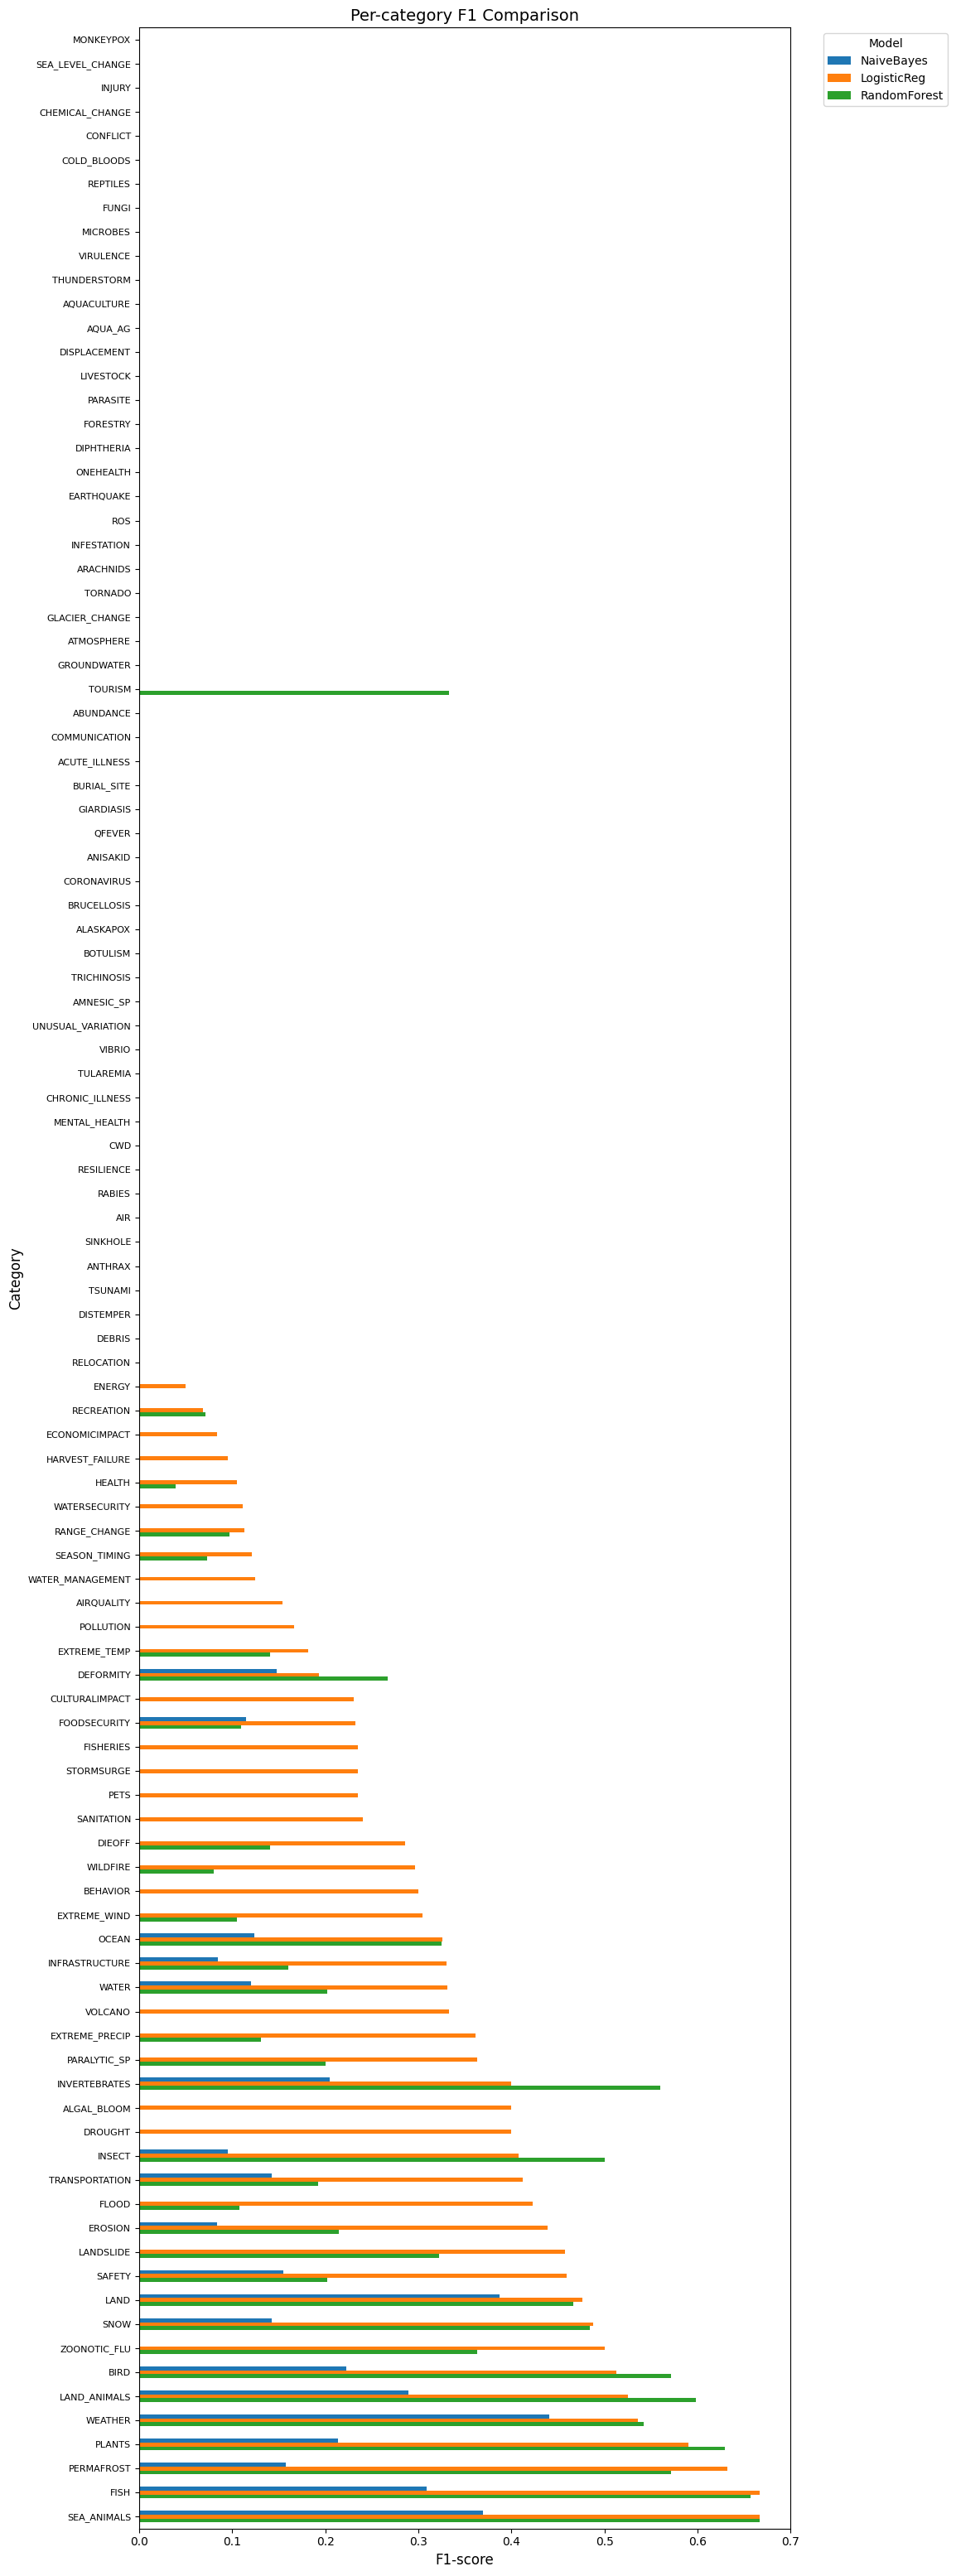 Per-category F1 Comparison
Model
NaiveBayes
LogisticReg
RandomForest
MONKEYPOX
SEA_LEVEL_CHANGE
INJURY
CHEMICAL_CHANGE
CONFLICT
COLD_BLOODS
REPTILES
FUNGI
MICROBES
VIRULENCE
THUNDERSTORM
AQUACULTURE
AQUA_AG
DISPLACEMENT
LIVESTOCK
PARASITE
FORESTRY
DIPHTHERIA
ONEHEALTH
EARTHQUAKE
ROS
INFESTATION
ARACHNIDS
TORNADO
GLACIER_CHANGE
ATMOSPHERE
GROUNDWATER
TOURISM
ABUNDANCE
COMMUNICATION
ACUTE_ILLNESS
BURIAL_SITE
GIARDIASIS
QFEVER
ANISAKID
CORONAVIRUS
BRUCELLOSIS
ALASKAPOX
BOTULISM
TRICHINOSIS
AMNESIC_SP
UNUSUAL_VARIATION
VIBRIO
TULAREMIA
CHRONIC_ILLNESS
MENTAL_HEALTH
CWD
RESILIENCE
RABIES
AIR
SINKHOLE
ANTHRAX
TSUNAMI
DISTEMPER
DEBRIS
RELOCATION
ENERGY
RECREATION
ECONOMICIMPACT
HARVEST_FAILURE
HEALTH
WATERSECURITY
RANGE_CHANGE
SEASON_TIMING
WATER_MANAGEMENT
AIRQUALITY
POLLUTION
EXTREME_TEMP
DEFORMITY
CULTURALIMPACT
FOODSECURITY
FISHERIES
STORMSURGE
PETS
SANITATION
DIEOFF
WILDFIRE
BEHAVIOR
EXTREME_WIND
OCEAN
INFRASTRUCTURE
WATER
VOLCANO
EXTREME_PRECIP
PARALYTIC_SP
INVERTEBRATES
ALGAL_BLOOM
DROUGHT
INSECT
TRANSPORTATION
FLOOD
EROSION
LANDSLIDE
SAFETY
LAND
SNOW
ZOONOTIC_FLU
BIRD
LAND_ANIMALS
WEATHER
PLANTS
PERMAFROST
FISH
SEA_ANIMALS
Category
0.0 0.1 0.2 0.3 0.4 0.5 0.6 0.7
F1-score